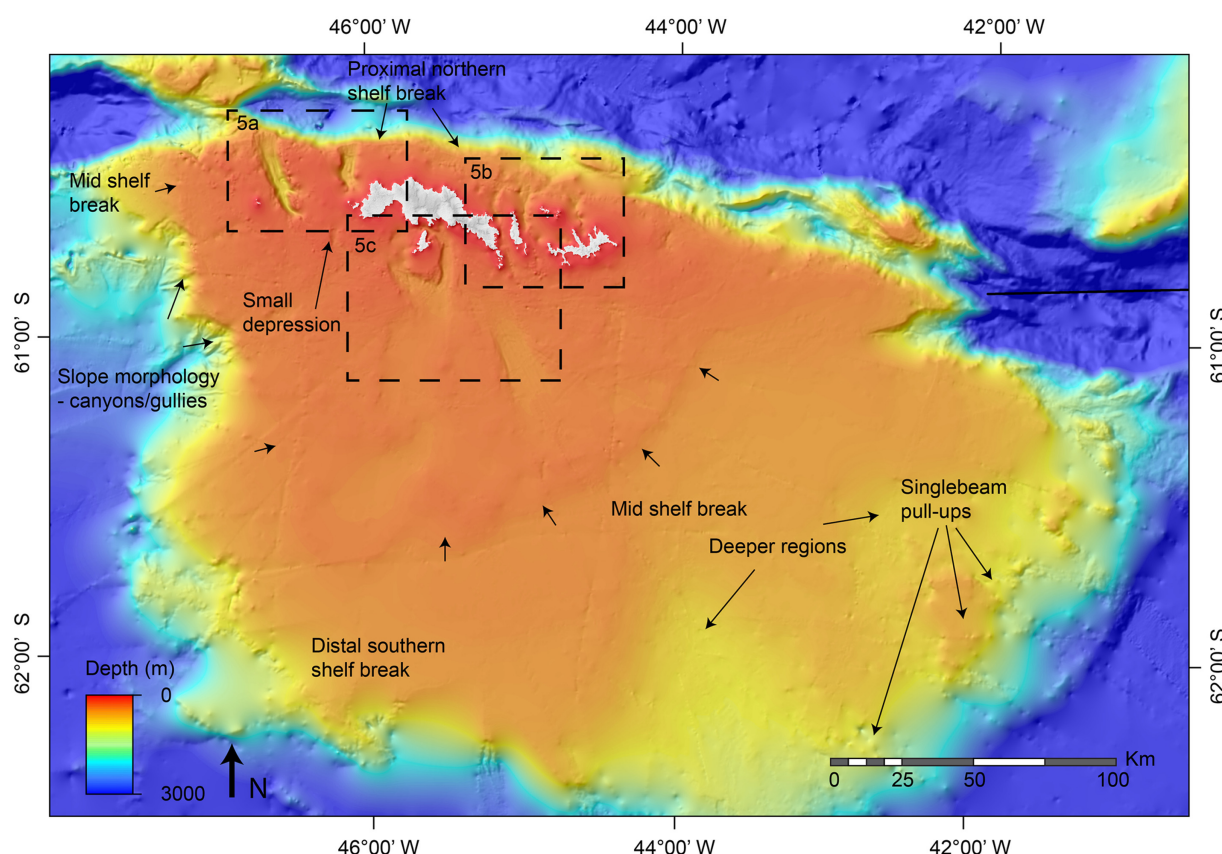 46°00' W
44°00' W
42°00' W
Proximal northern
shelf break
5a
5b
Mid shelf
break
5c
Small
depression
61°00' S
61°00' S
Slope morphology
- canyons/gullies
Singlebeam
pull-ups
Mid shelf break
Deeper regions
Distal southern
shelf break
62°00' S
62°00' S
Depth (m)
0
3000
N
Km
0
25
50
100
46°00' W
44°00' W
42°00' W